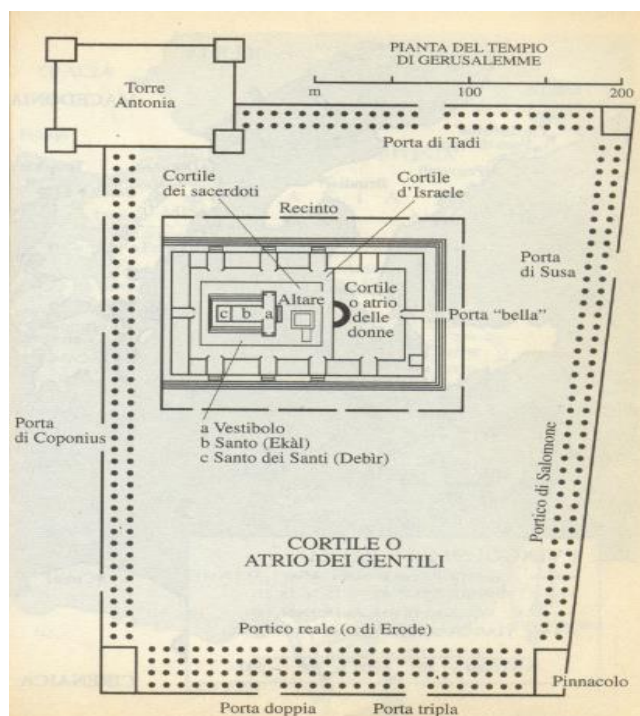 PIANTA DEL TEMPIO
DI GERUSALEMME
m
100
200
Torre
Antonia
Porta di Tadi
Cortile
dei sacerdoti
Cortile
d'Israele
Recinto
Porta
di Susa
Cortile
o atrio
delle
donne
Altare
c b a
Porta "bella"
Porta
di Coponius
a Vestibolo
b Santo (Ekàl)
c Santo dei Santi (Debìr)
Portico di Salomone
CORTILE O
ATRIO DEI GENTILI
Portico reale (o di Erode)
Pinnacolo
Porta doppia
Porta tripla